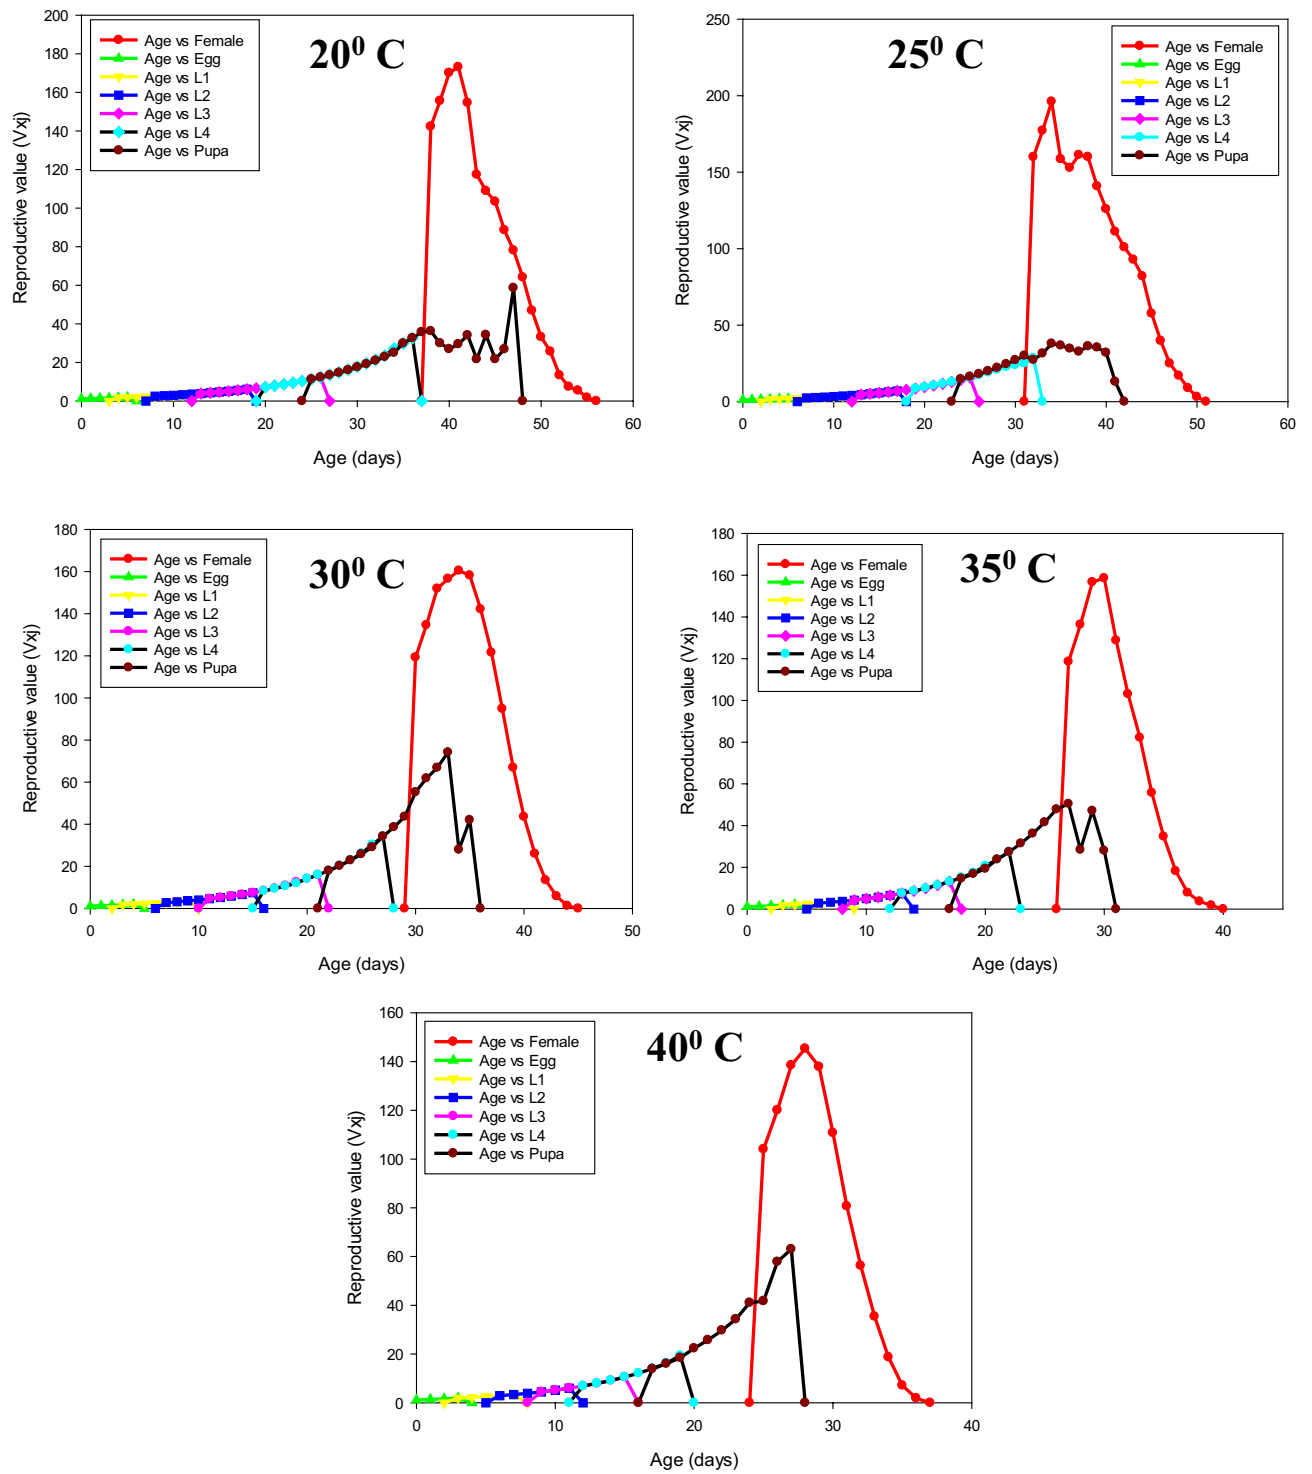 20⁰ C
Reproductive value (Vxj)
200
180
160
140
120
100
80
60
40
20
0
Age vs Female
Age vs Egg
Age vs L1
Age vs L2
Age vs L3
Age vs L4
Age vs Pupa
0 10 20 30 40 50 60
Age (days)
25⁰ C
Reproductive value (Vxj)
250
200
150
100
50
0
Age vs Female
Age vs Egg
Age vs L1
Age vs L2
Age vs L3
Age vs L4
Age vs Pupa
0 10 20 30 40 50 60
Age (days)
30⁰ C
Reproductive value (Vxj)
180
160
140
120
100
80
60
40
20
0
Age vs Female
Age vs Egg
Age vs L1
Age vs L2
Age vs L3
Age vs L4
Age vs Pupa
0 10 20 30 40 50
Age (days)
35⁰ C
Reproductive value (Vxj)
180
160
140
120
100
80
60
40
20
0
Age vs Female
Age vs Egg
Age vs L1
Age vs L2
Age vs L3
Age vs L4
Age vs Pupa
0 10 20 30 40
Age (days)
40⁰ C
Reproductive value (Vxj)
160
140
120
100
80
60
40
20
0
Age vs Female
Age vs Egg
Age vs L1
Age vs L2
Age vs L3
Age vs L4
Age vs Pupa
0 10 20 30 40
Age (days)